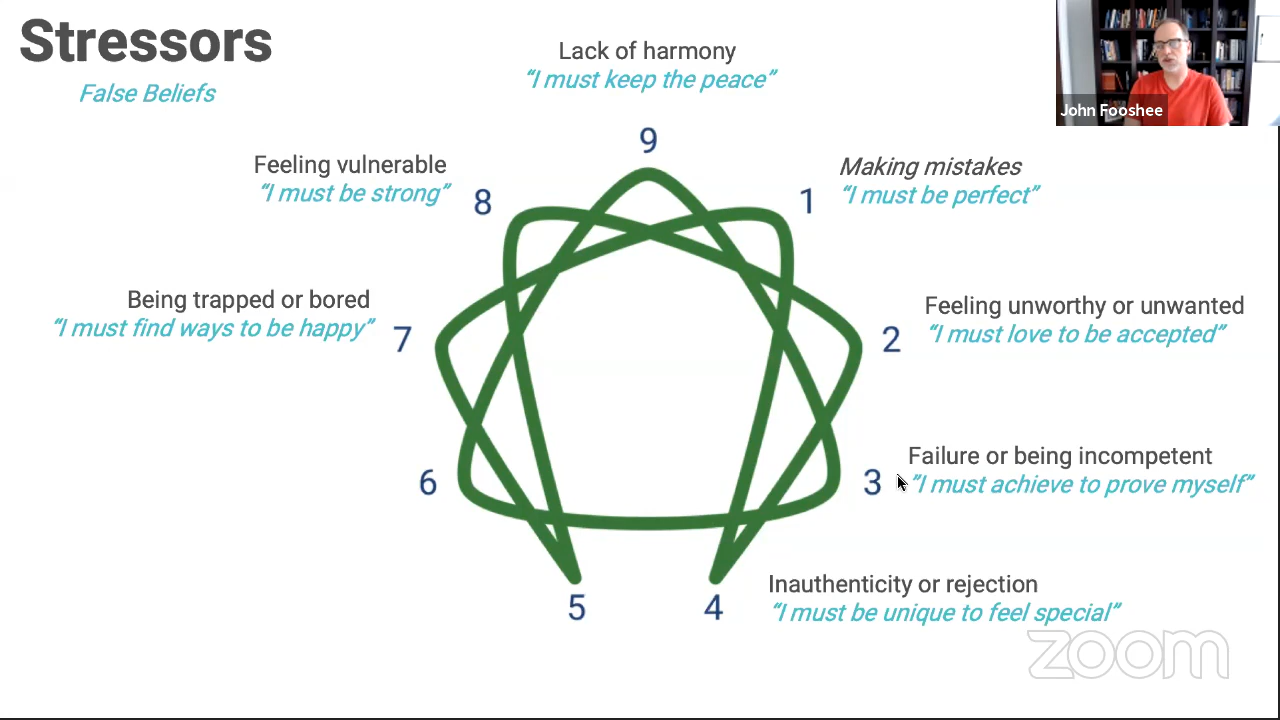 Stressors
False Beliefs
Lack of harmony
“I must keep the peace”
John Fooshee
9
Feeling vulnerable
“I must be strong”
8
1
Making mistakes
“I must be perfect”
Being trapped or bored
“I must find ways to be happy”
7
2
Feeling unworthy or unwanted
“I must love to be accepted”
6
3
Failure or being incompetent
“I must achieve to prove myself”
5
4
Inauthenticity or rejection
“I must be unique to feel special”
zoom